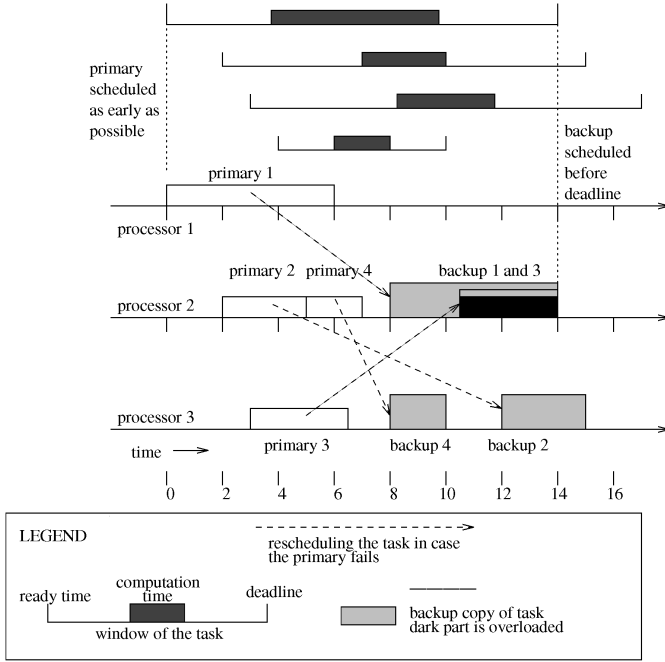 primary
scheduled
as early as
possible
backup
scheduled
before
deadline
primary 1
processor 1
primary 2
primary 4
backup 1 and 3
processor 2
processor 3
primary 3
backup 4
backup 2
time
0 2 4 6 8 10 12 14 16
LEGEND
rescheduling the task in case
the primary fails
ready time
computation
time
deadline
window of the task
backup copy of task
dark part is overloaded